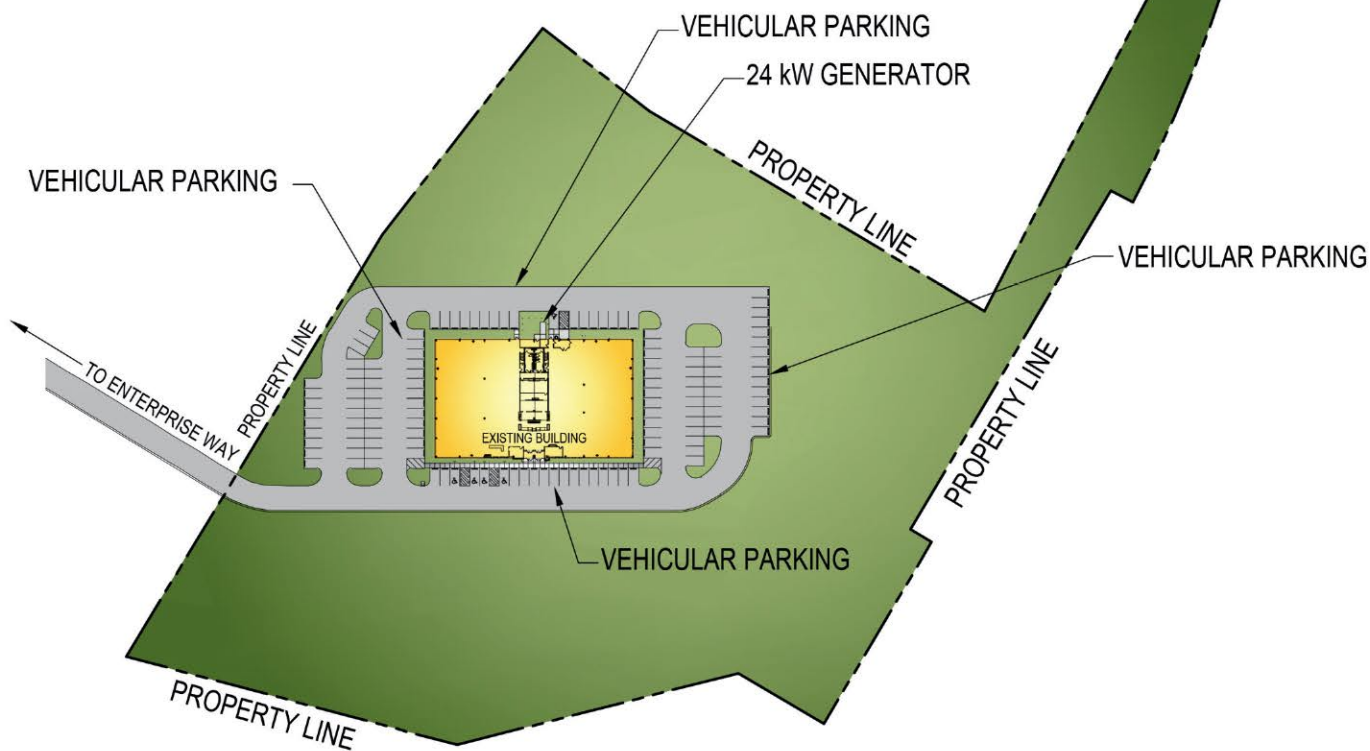 VEHICULAR PARKING
24 kW GENERATOR
PROPERTY LINE
VEHICULAR PARKING
VEHICULAR PARKING
PROPERTY LINE
PROPERTY LINE
TO ENTERPRISE WAY
EXISTING BUILDING
VEHICULAR PARKING
PROPERTY LINE